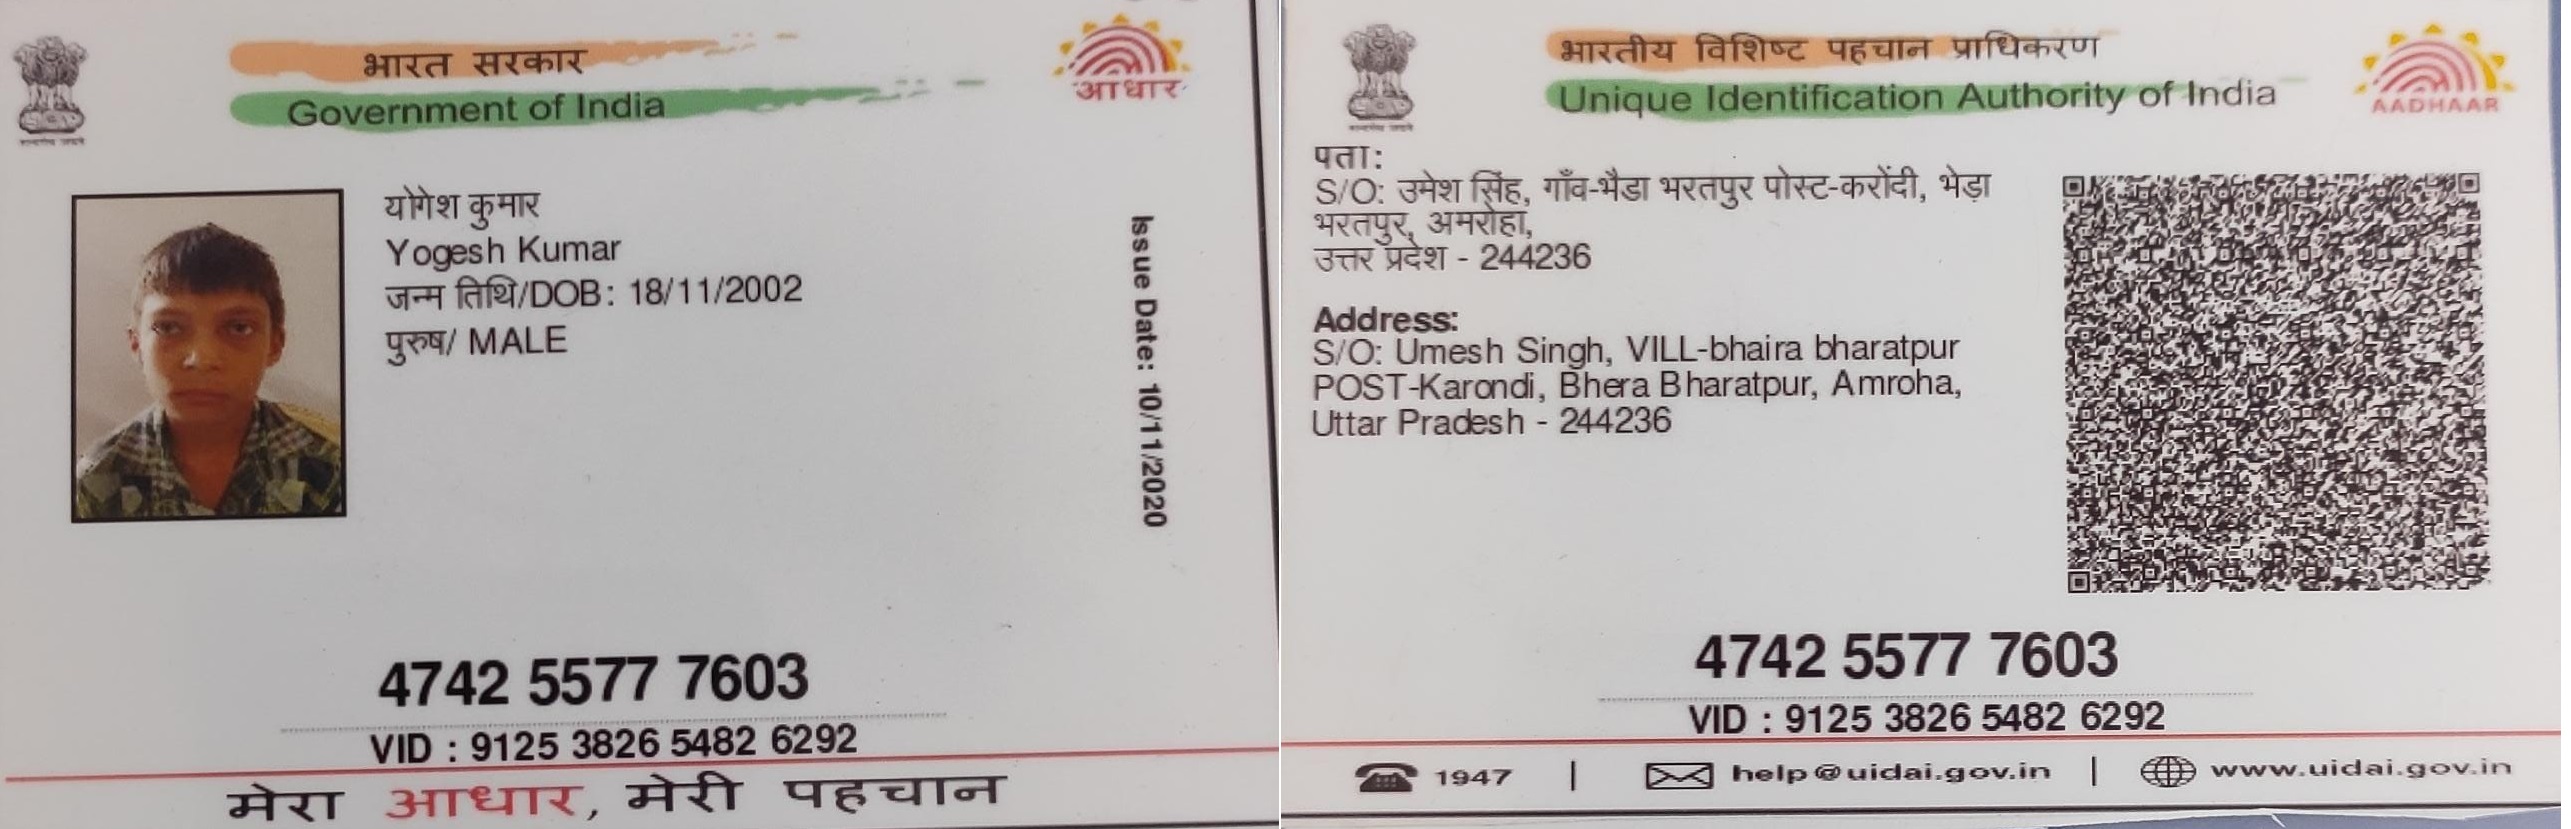 भारत सरकार
Government of India
आधार
योगेश कुमार
Yogesh Kumar
जन्म तिथि/DOB: 18/11/2002
पुरुष/ MALE
Issue Date: 10/11/2020
4742 5577 7603
VID : 9125 3826 5482 6292
मेरा आधार, मेरी पहचान
भारतीय विशिष्ट पहचान प्राधिकरण
Unique Identification Authority of India
AADHAAR
पता:
S/O: उमेश सिंह, गाँव-भैडा भरतपुर पोस्ट-करोंदी, भेड़ा
भरतपुर, अमरोहा,
उत्तर प्रदेश - 244236
Address:
S/O: Umesh Singh, VILL-bhaira bharatpur
POST-Karondi, Bhera Bharatpur, Amroha,
Uttar Pradesh - 244236
4742 5577 7603
VID : 9125 3826 5482 6292
1947 | help@uidai.gov.in | www.uidai.gov.in